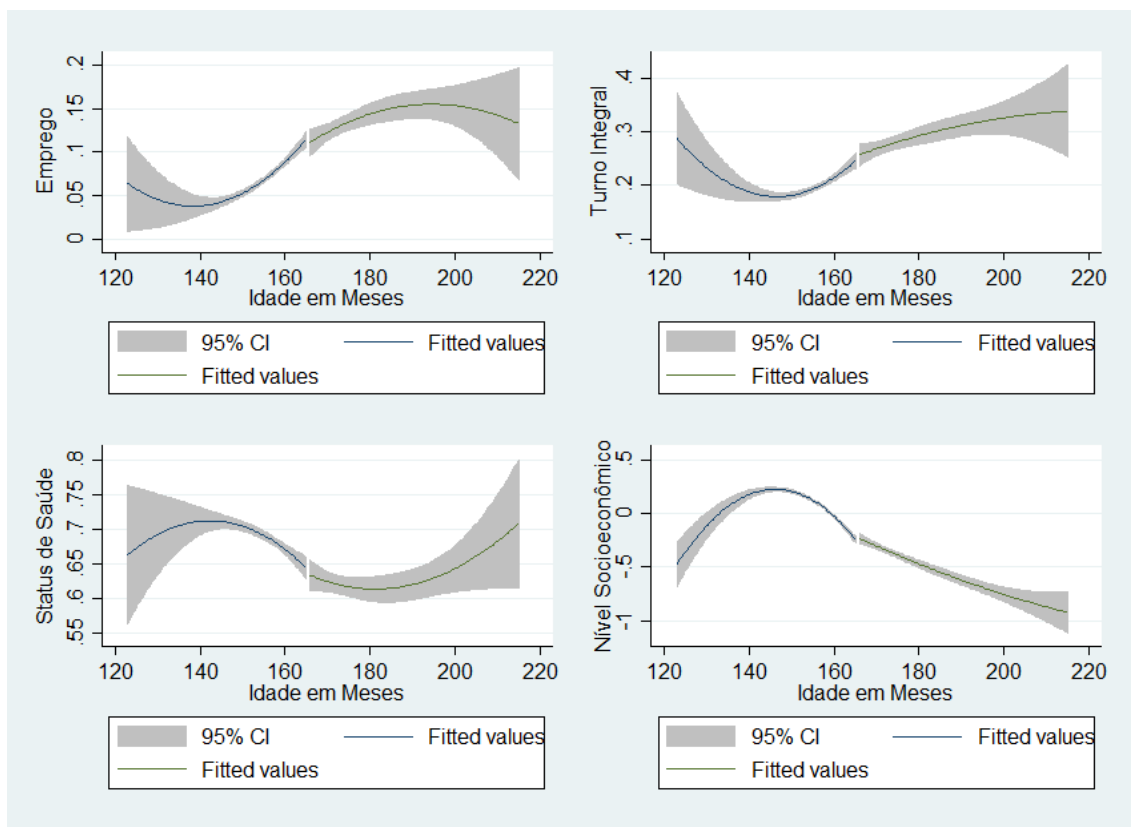 Emprego
.2
.15
.1
.05
0
120 140 160 180 200 220
Idade em Meses
95% CI Fitted values
Fitted values
Turno Integral
.4
.3
.2
.1
120 140 160 180 200 220
Idade em Meses
95% CI Fitted values
Fitted values
Status de Saúde
.8
.75
.7
.65
.6
.55
120 140 160 180 200 220
Idade em Meses
95% CI Fitted values
Fitted values
Nível Socioeconômico
.5
0
-.5
-1
120 140 160 180 200 220
Idade em Meses
95% CI Fitted values
Fitted values